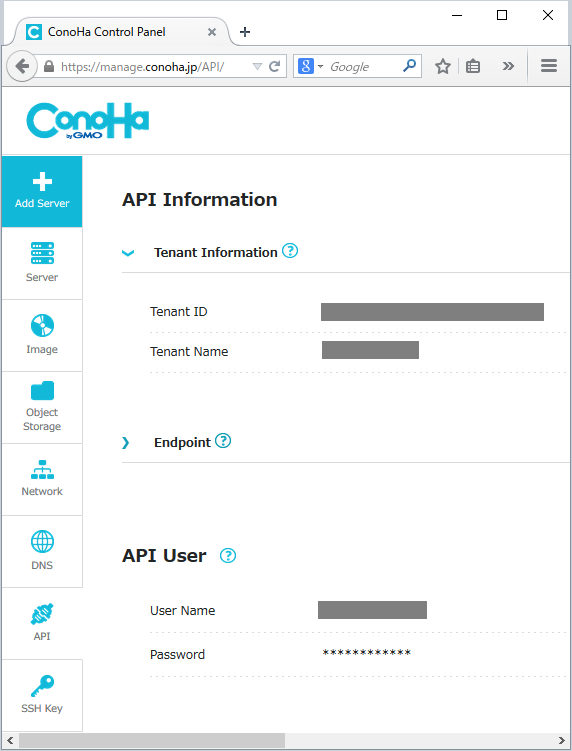 ConoHa Control Panel
https://manage.conoha.jp/API/
Google
ConoHa
by GMO
Add Server
Server
Image
Object
Storage
Network
DNS
API
SSH Key
API Information
Tenant Information ?
Tenant ID
Tenant Name
Endpoint ?
API User ?
User Name
Password ************